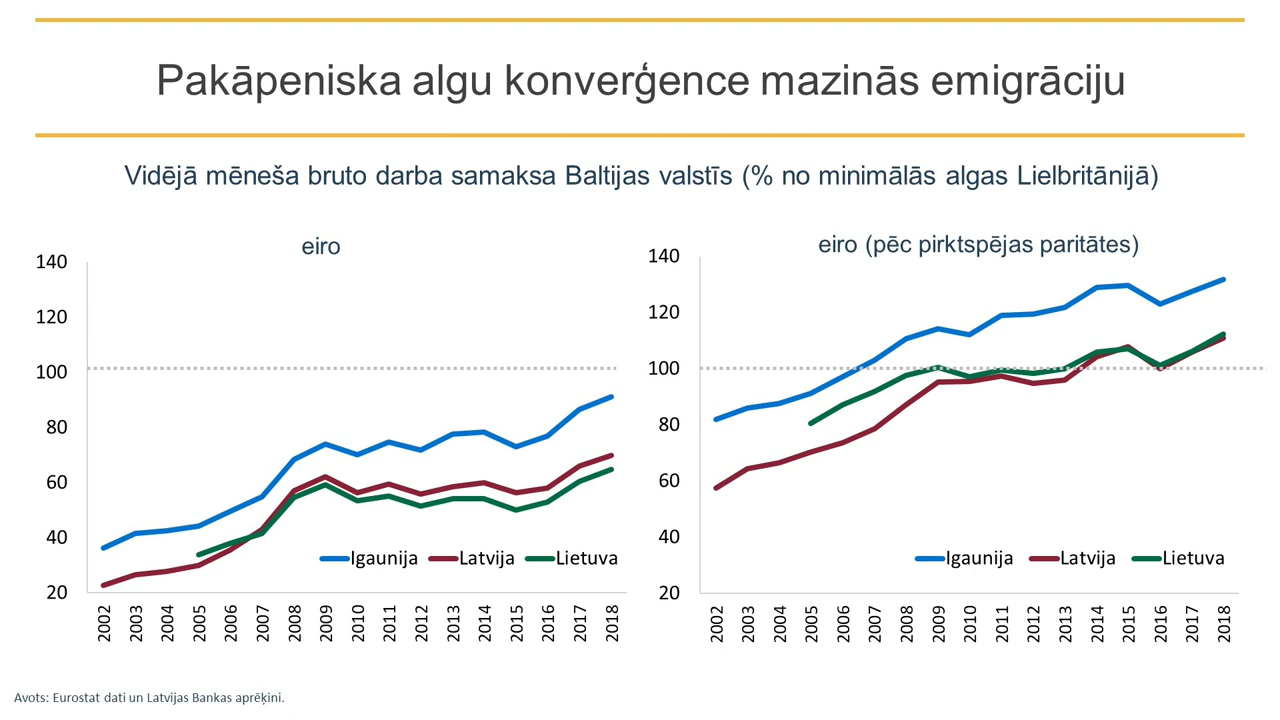 Pakāpeniska algu konverģence mazinās emigrāciju
Vidējā mēneša bruto darba samaksa Baltijas valstīs (% no minimālās algas Lielbritānijā)
eiro
140
120
100
80
60
40
20
Igaunija Latvija Lietuva
2002 2003 2004 2005 2006 2007 2008 2009 2010 2011 2012 2013 2014 2015 2016 2017 2018
eiro (pēc pirktspējas paritātes)
140
120
100
80
60
40
20
Igaunija Latvija Lietuva
2002 2003 2004 2005 2006 2007 2008 2009 2010 2011 2012 2013 2014 2015 2016 2017 2018
Avots: Eurostat dati un Latvijas Bankas aprēķini.